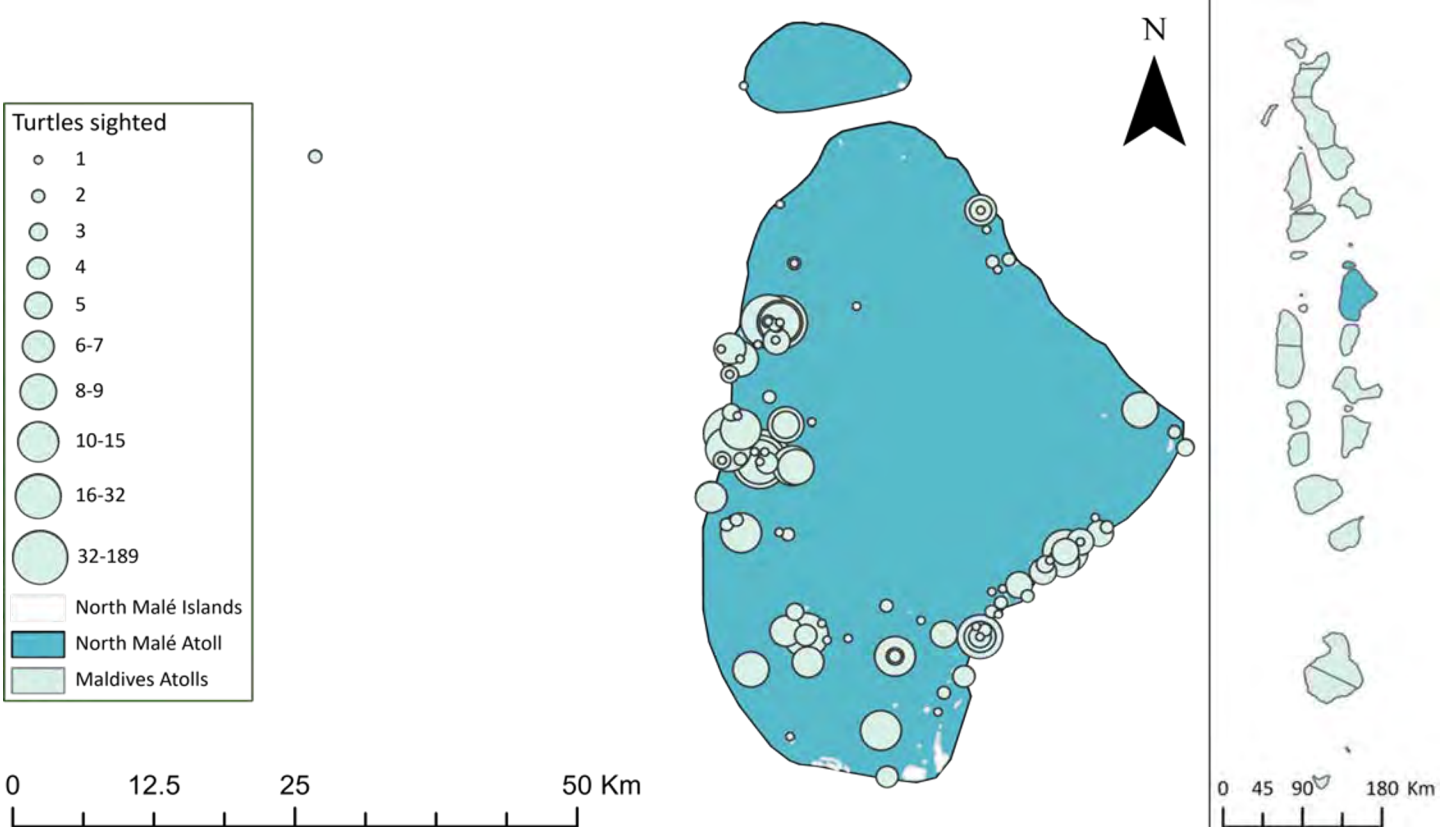 N
Turtles sighted
1
2
3
4
5
6-7
8-9
10-15
16-32
32-189
North Malé Islands
North Malé Atoll
Maldives Atolls
0 12.5 25 50 Km
0 45 90 180 Km